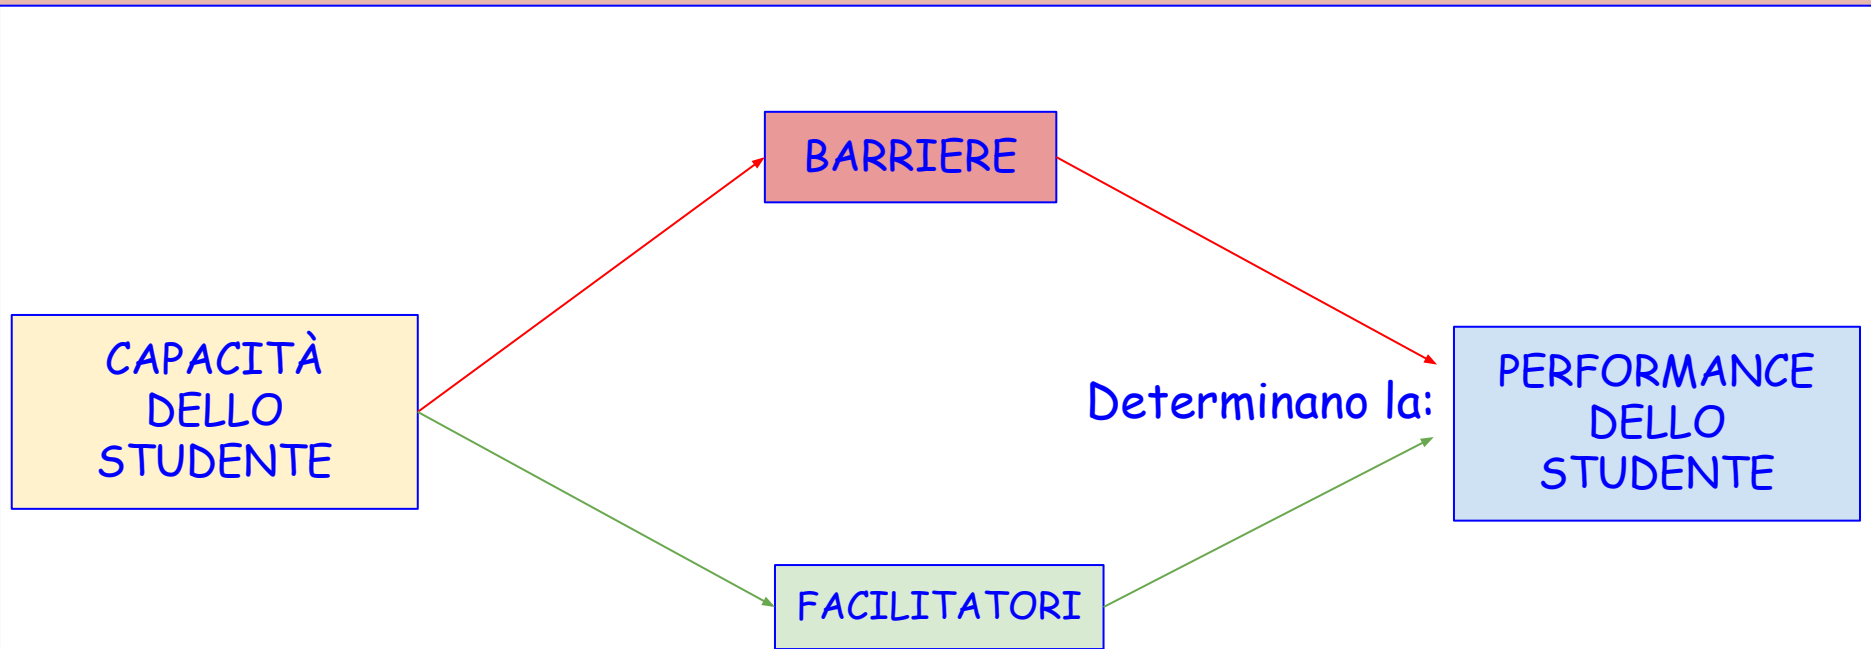 BARRIERE
CAPACITÀ
DELLO
STUDENTE
Determinano la:
PERFORMANCE
DELLO
STUDENTE
FACILITATORI